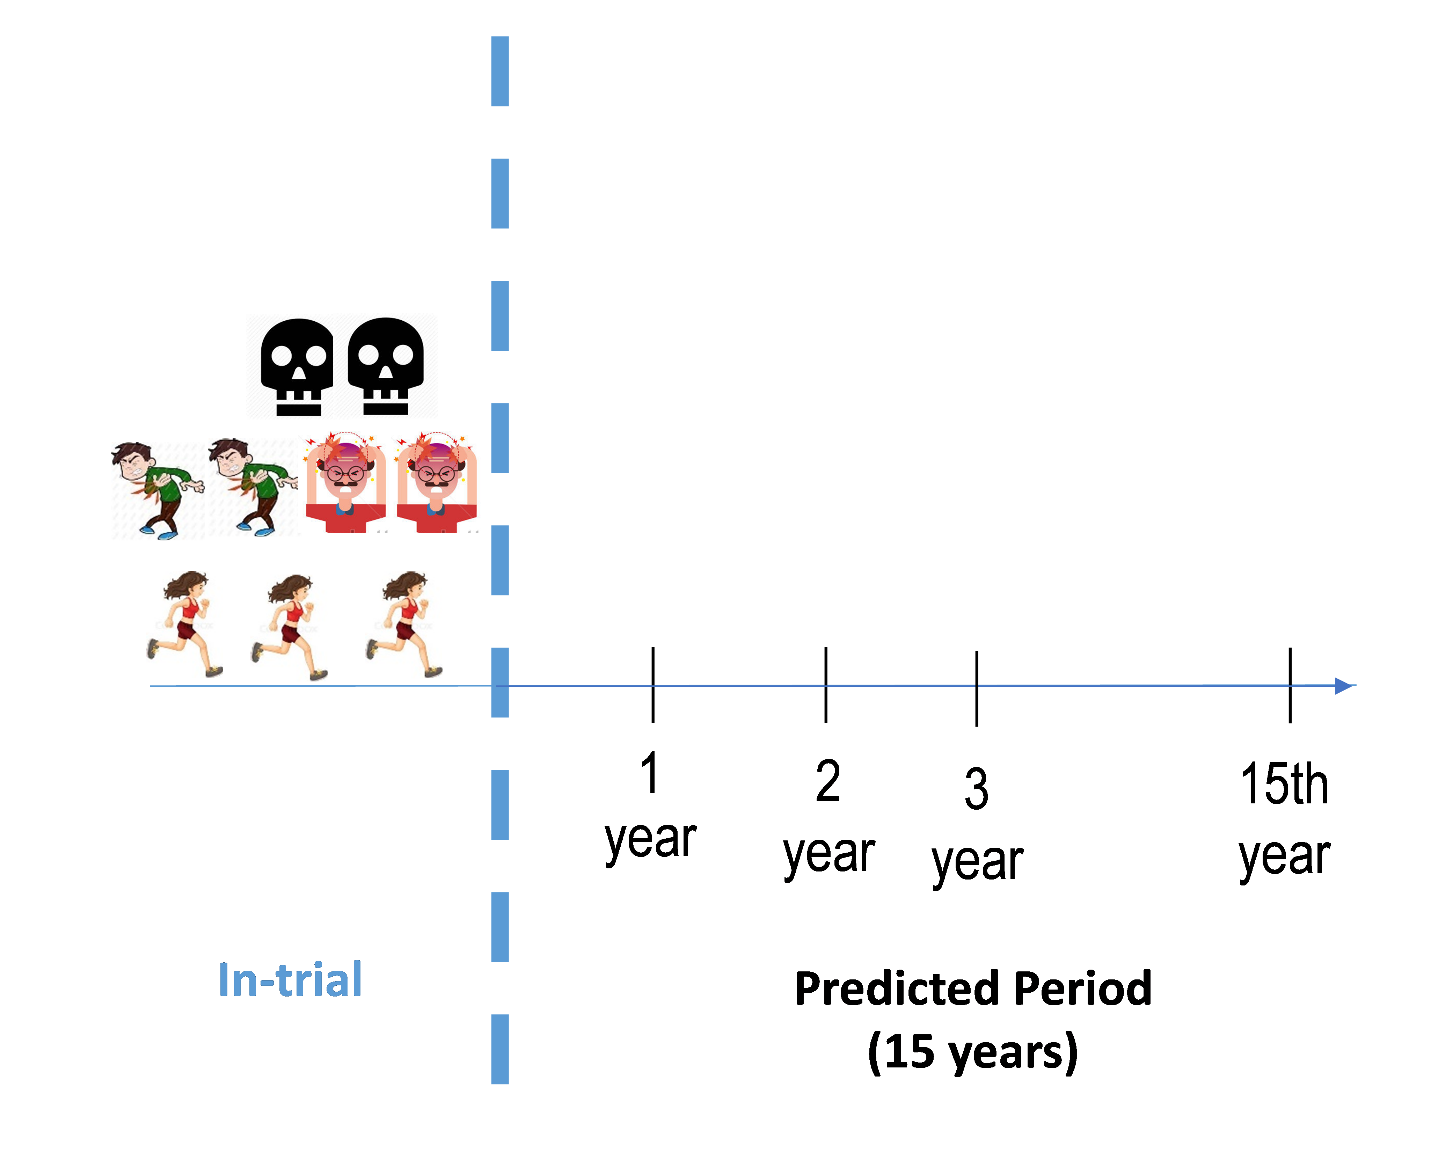 1
year
2
year
3
year
15th
year
In-trial
Predicted Period
(15 years)